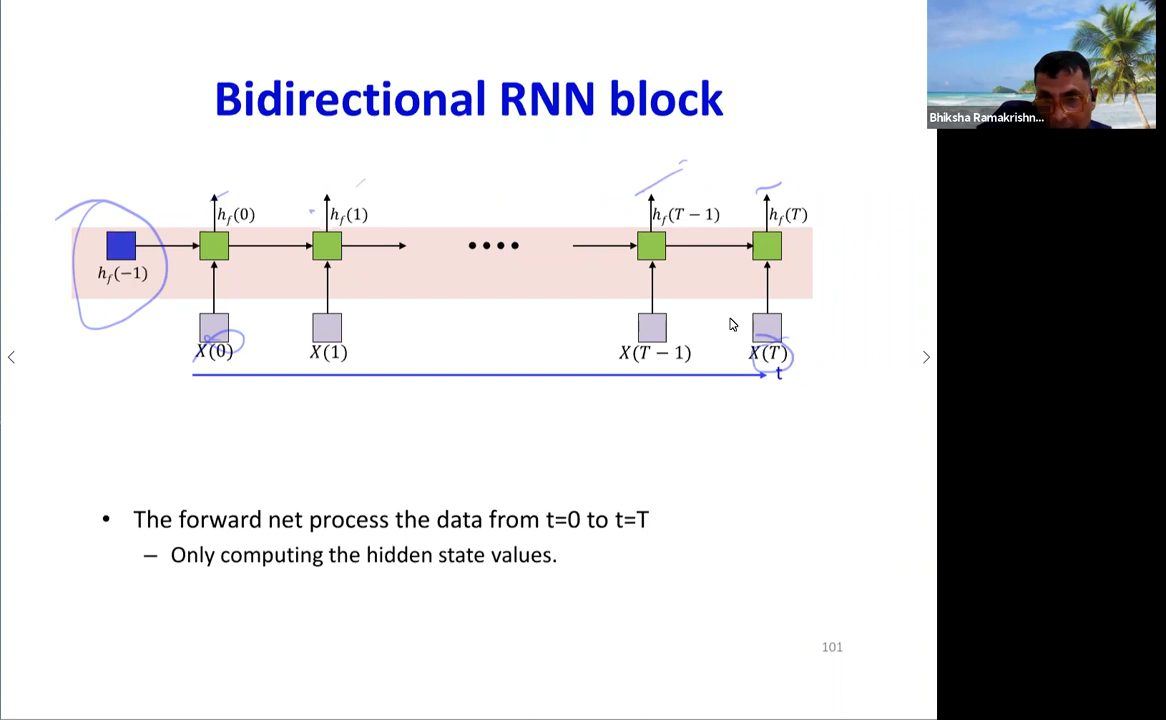 Bidirectional RNN block
Bhiksha Ramakrishn...
h_f(0) h_f(1) h_f(T − 1) h_f(T)
h_f(−1)
X(0) X(1) X(T − 1) X(T)
t
• The forward net process the data from t=0 to t=T
– Only computing the hidden state values.
101